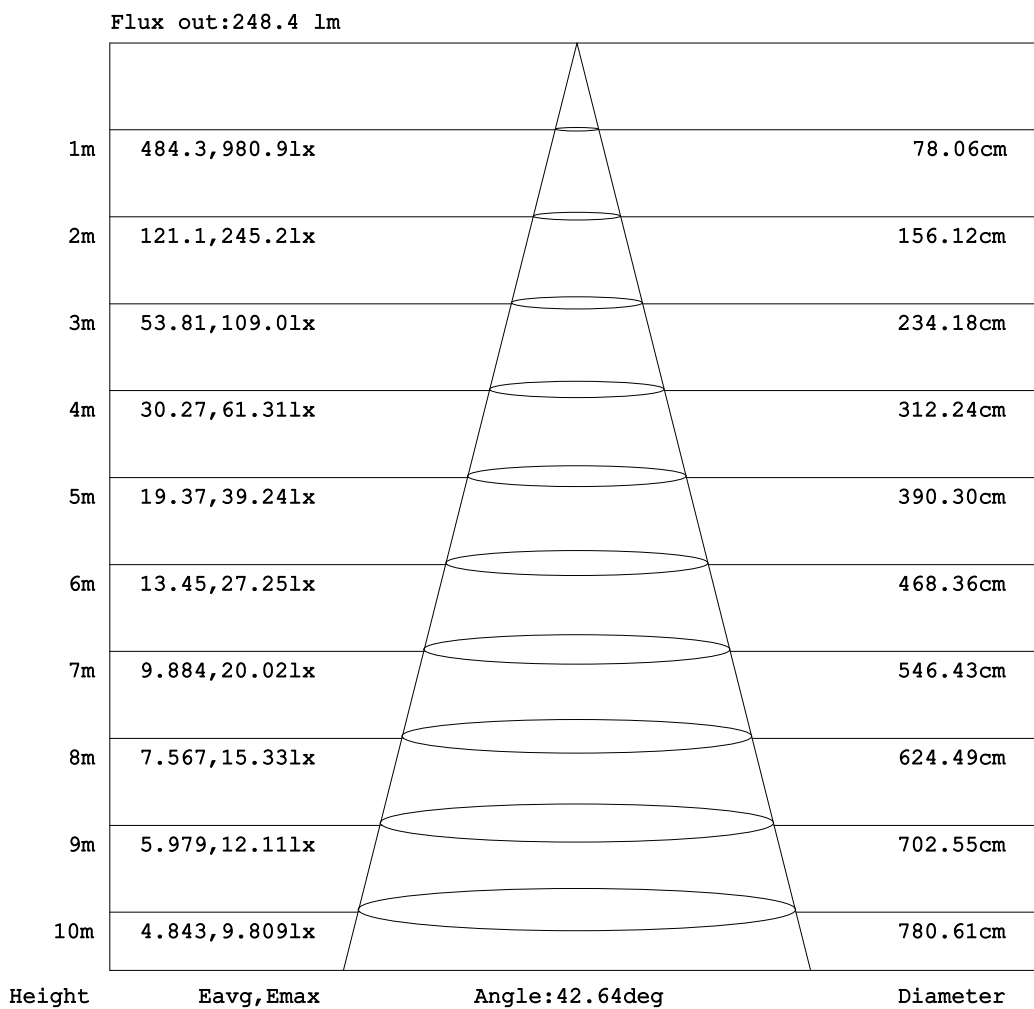 Flux out:248.4 lm
1m 484.3,980.9lx 78.06cm
2m 121.1,245.2lx 156.12cm
3m 53.81,109.0lx 234.18cm
4m 30.27,61.31lx 312.24cm
5m 19.37,39.24lx 390.30cm
6m 13.45,27.25lx 468.36cm
7m 9.884,20.02lx 546.43cm
8m 7.567,15.33lx 624.49cm
9m 5.979,12.11lx 702.55cm
10m 4.843,9.809lx 780.61cm
Height Eavg,Emax Angle:42.64deg Diameter